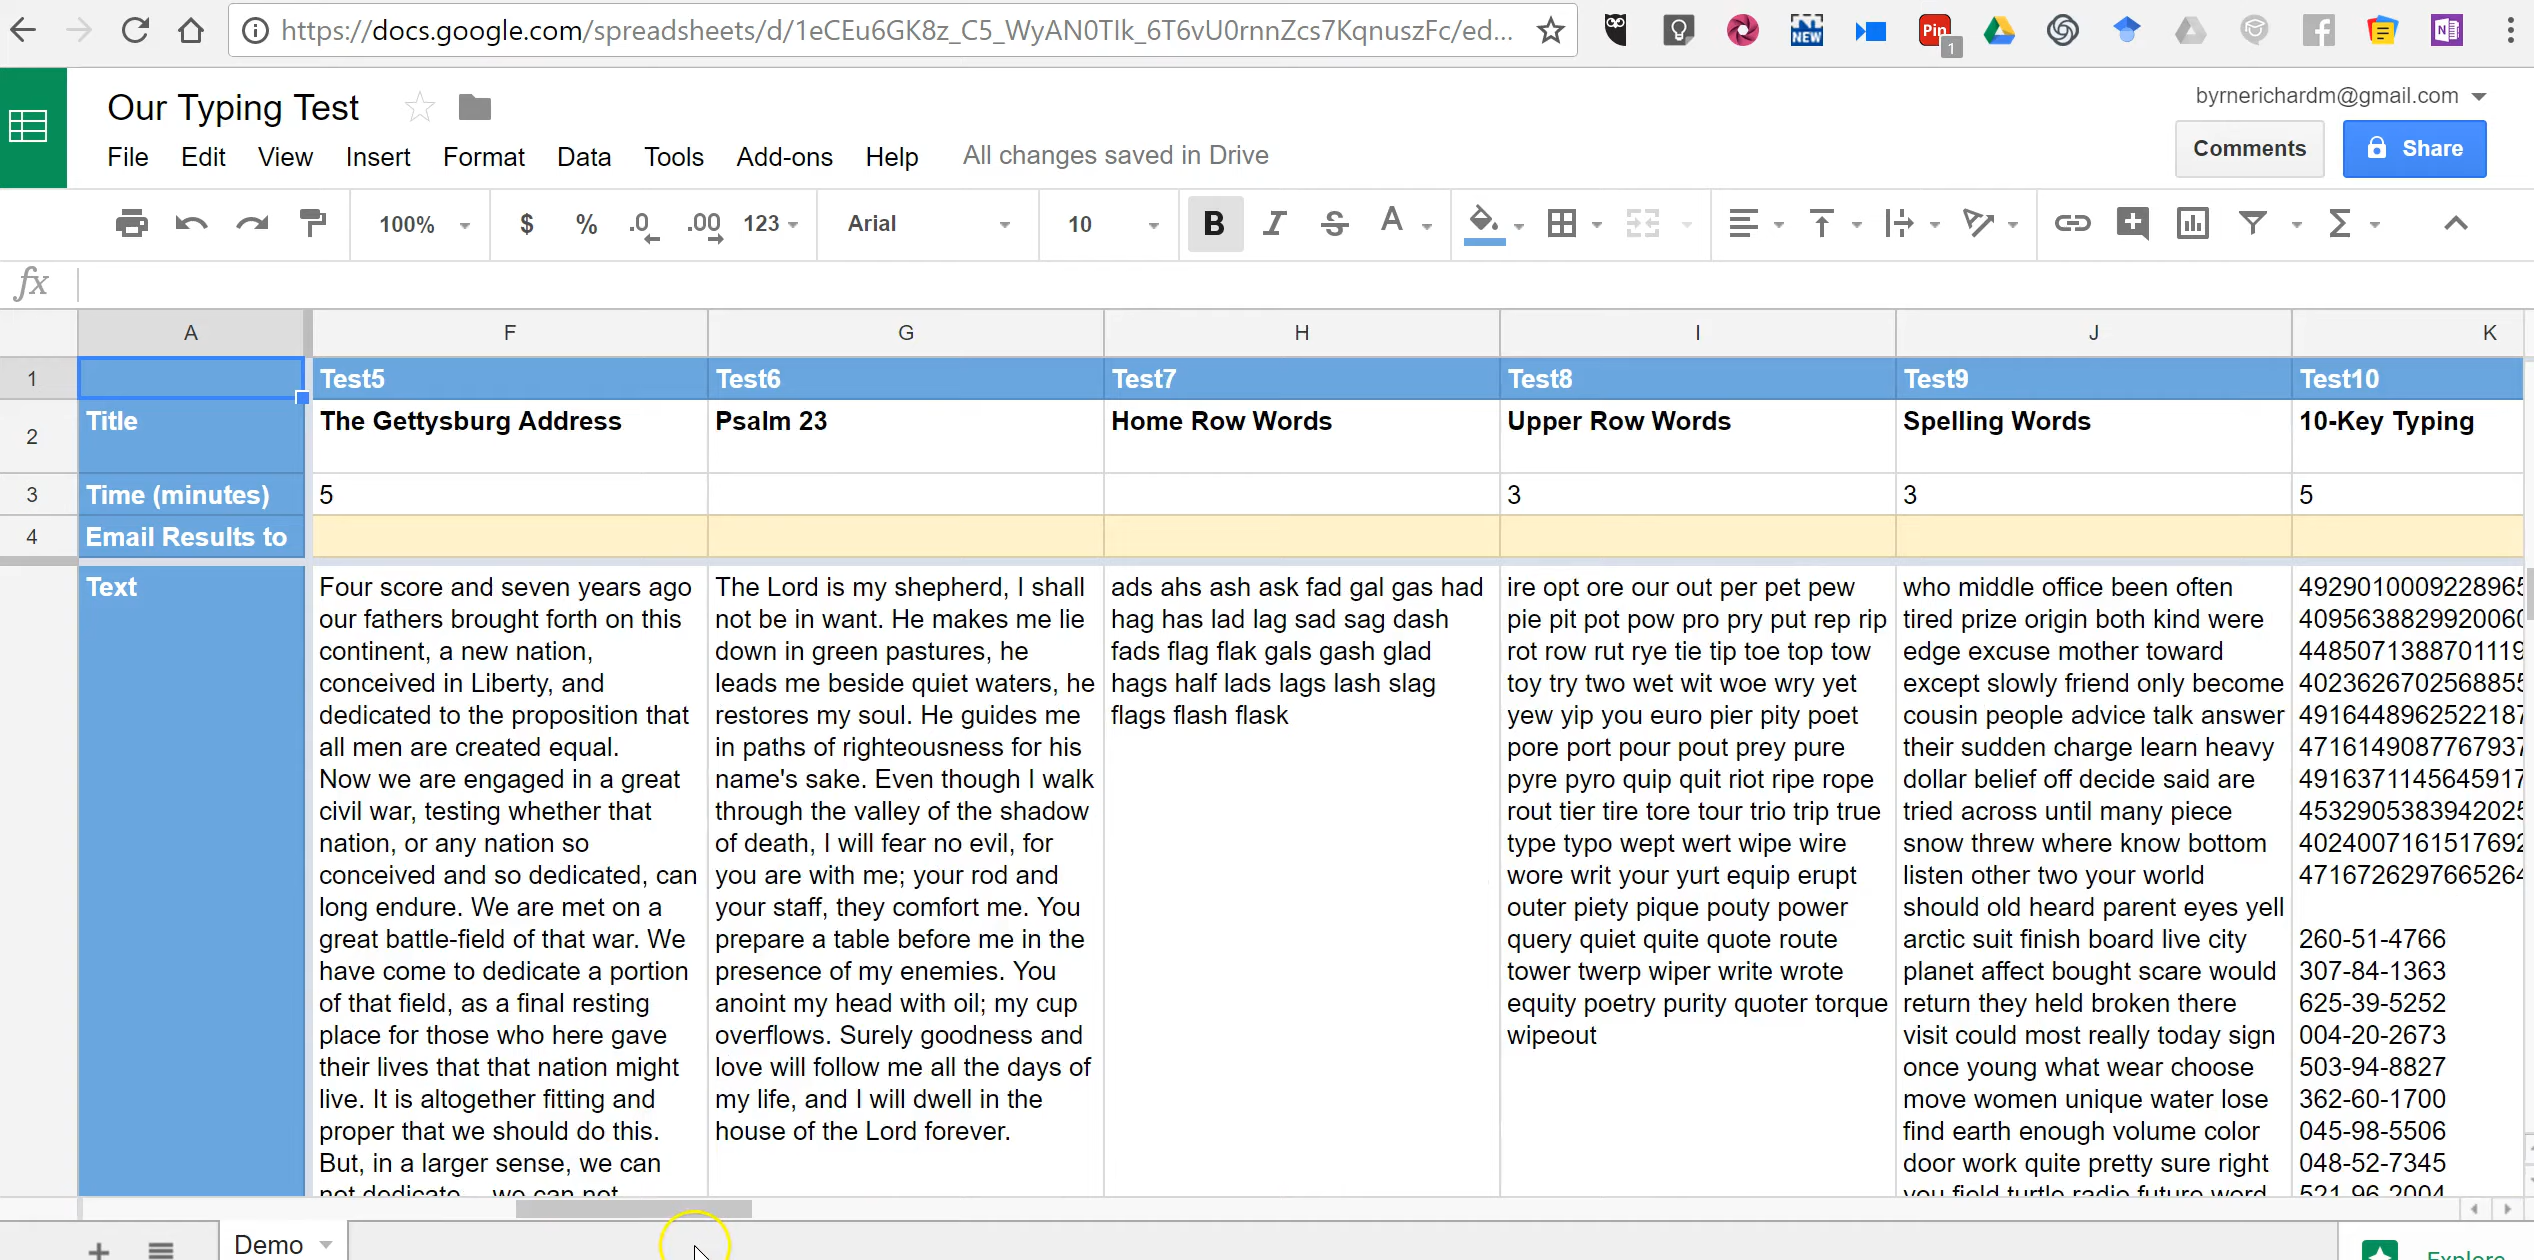 https://docs.google.com/spreadsheets/d/1eCEu6GK8z_C5_WyAN0TIk_6T6vU0rnnZcs7KqnuszFc/ed...
NEW
Pin
1
N
Our Typing Test
byrnerichardm@gmail.com
File Edit View Insert Format Data Tools Add-ons Help All changes saved in Drive
Comments Share
100% $ % .0 .00 123 Arial 10 B I S A
fx
A F G H I J K
1 Test5 Test6 Test7 Test8 Test9 Test10
2 Title The Gettysburg Address Psalm 23 Home Row Words Upper Row Words Spelling Words 10-Key Typing
3 Time (minutes) 5 3 3 5
4 Email Results to
Text
Four score and seven years ago
our fathers brought forth on this
continent, a new nation,
conceived in Liberty, and
dedicated to the proposition that
all men are created equal.
Now we are engaged in a great
civil war, testing whether that
nation, or any nation so
conceived and so dedicated, can
long endure. We are met on a
great battle-field of that war. We
have come to dedicate a portion
of that field, as a final resting
place for those who here gave
their lives that that nation might
live. It is altogether fitting and
proper that we should do this.
But, in a larger sense, we can
not dedicate -- we can not
The Lord is my shepherd, I shall
not be in want. He makes me lie
down in green pastures, he
leads me beside quiet waters, he
restores my soul. He guides me
in paths of righteousness for his
name's sake. Even though I walk
through the valley of the shadow
of death, I will fear no evil, for
you are with me; your rod and
your staff, they comfort me. You
prepare a table before me in the
presence of my enemies. You
anoint my head with oil; my cup
overflows. Surely goodness and
love will follow me all the days of
my life, and I will dwell in the
house of the Lord forever.
ads ahs ash ask fad gal gas had
hag has lad lag sad sag dash
fads flag flak gals gash glad
hags half lads lags lash slag
flags flash flask
ire opt ore our out per pet pew
pie pit pot pow pro pry put rep rip
rot row rut rye tie tip toe top tow
toy try two wet wit woe wry yet
yew yip you euro pier pity poet
pore port pour pout prey pure
pyre pyro quip quit riot ripe rope
rout tier tire tore tour trio trip true
type typo wept wert wipe wire
wore writ your yurt equip erupt
outer piety pique pouty power
query quiet quite quote route
tower twerp wiper write wrote
equity poetry purity quoter torque
wipeout
who middle office been often
tired prize origin both kind were
edge excuse mother toward
except slowly friend only become
cousin people advice talk answer
their sudden charge learn heavy
dollar belief off decide said are
tried across until many piece
snow threw where know bottom
listen other two your world
should old heard parent eyes yell
arctic suit finish board live city
planet affect bought scare would
return they held broken there
visit could most really today sign
once young what wear choose
move women unique water lose
find earth enough volume color
door work quite pretty sure right
you field turtle radio future word
4929010009228965
4095638829920060
4485071388701119
4023626702568855
4916448962522187
4716149087767937
4916371145645917
4532905383942025
4024007161517692
4716726297665264
260-51-4766
307-84-1363
625-39-5252
004-20-2673
503-94-8827
362-60-1700
045-98-5506
048-52-7345
521-96-2004
Demo
Explore